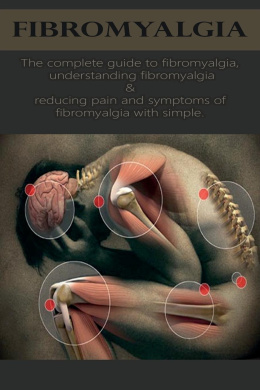 FIBROMYALGIA
The complete guide to fibromyalgia,
understanding fibromyalgia
&
reducing pain and symptoms of
fibromyalgia with simple.